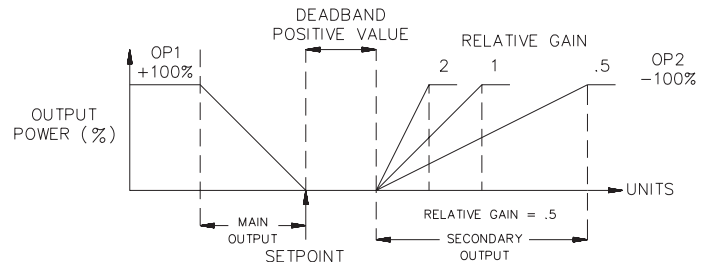 DEADBAND
POSITIVE VALUE
RELATIVE GAIN
OP1
+100%
2
1
.5
OP2
-100%
OUTPUT
POWER (%)
UNITS
MAIN
OUTPUT
SETPOINT
RELATIVE GAIN = .5
SECONDARY
OUTPUT